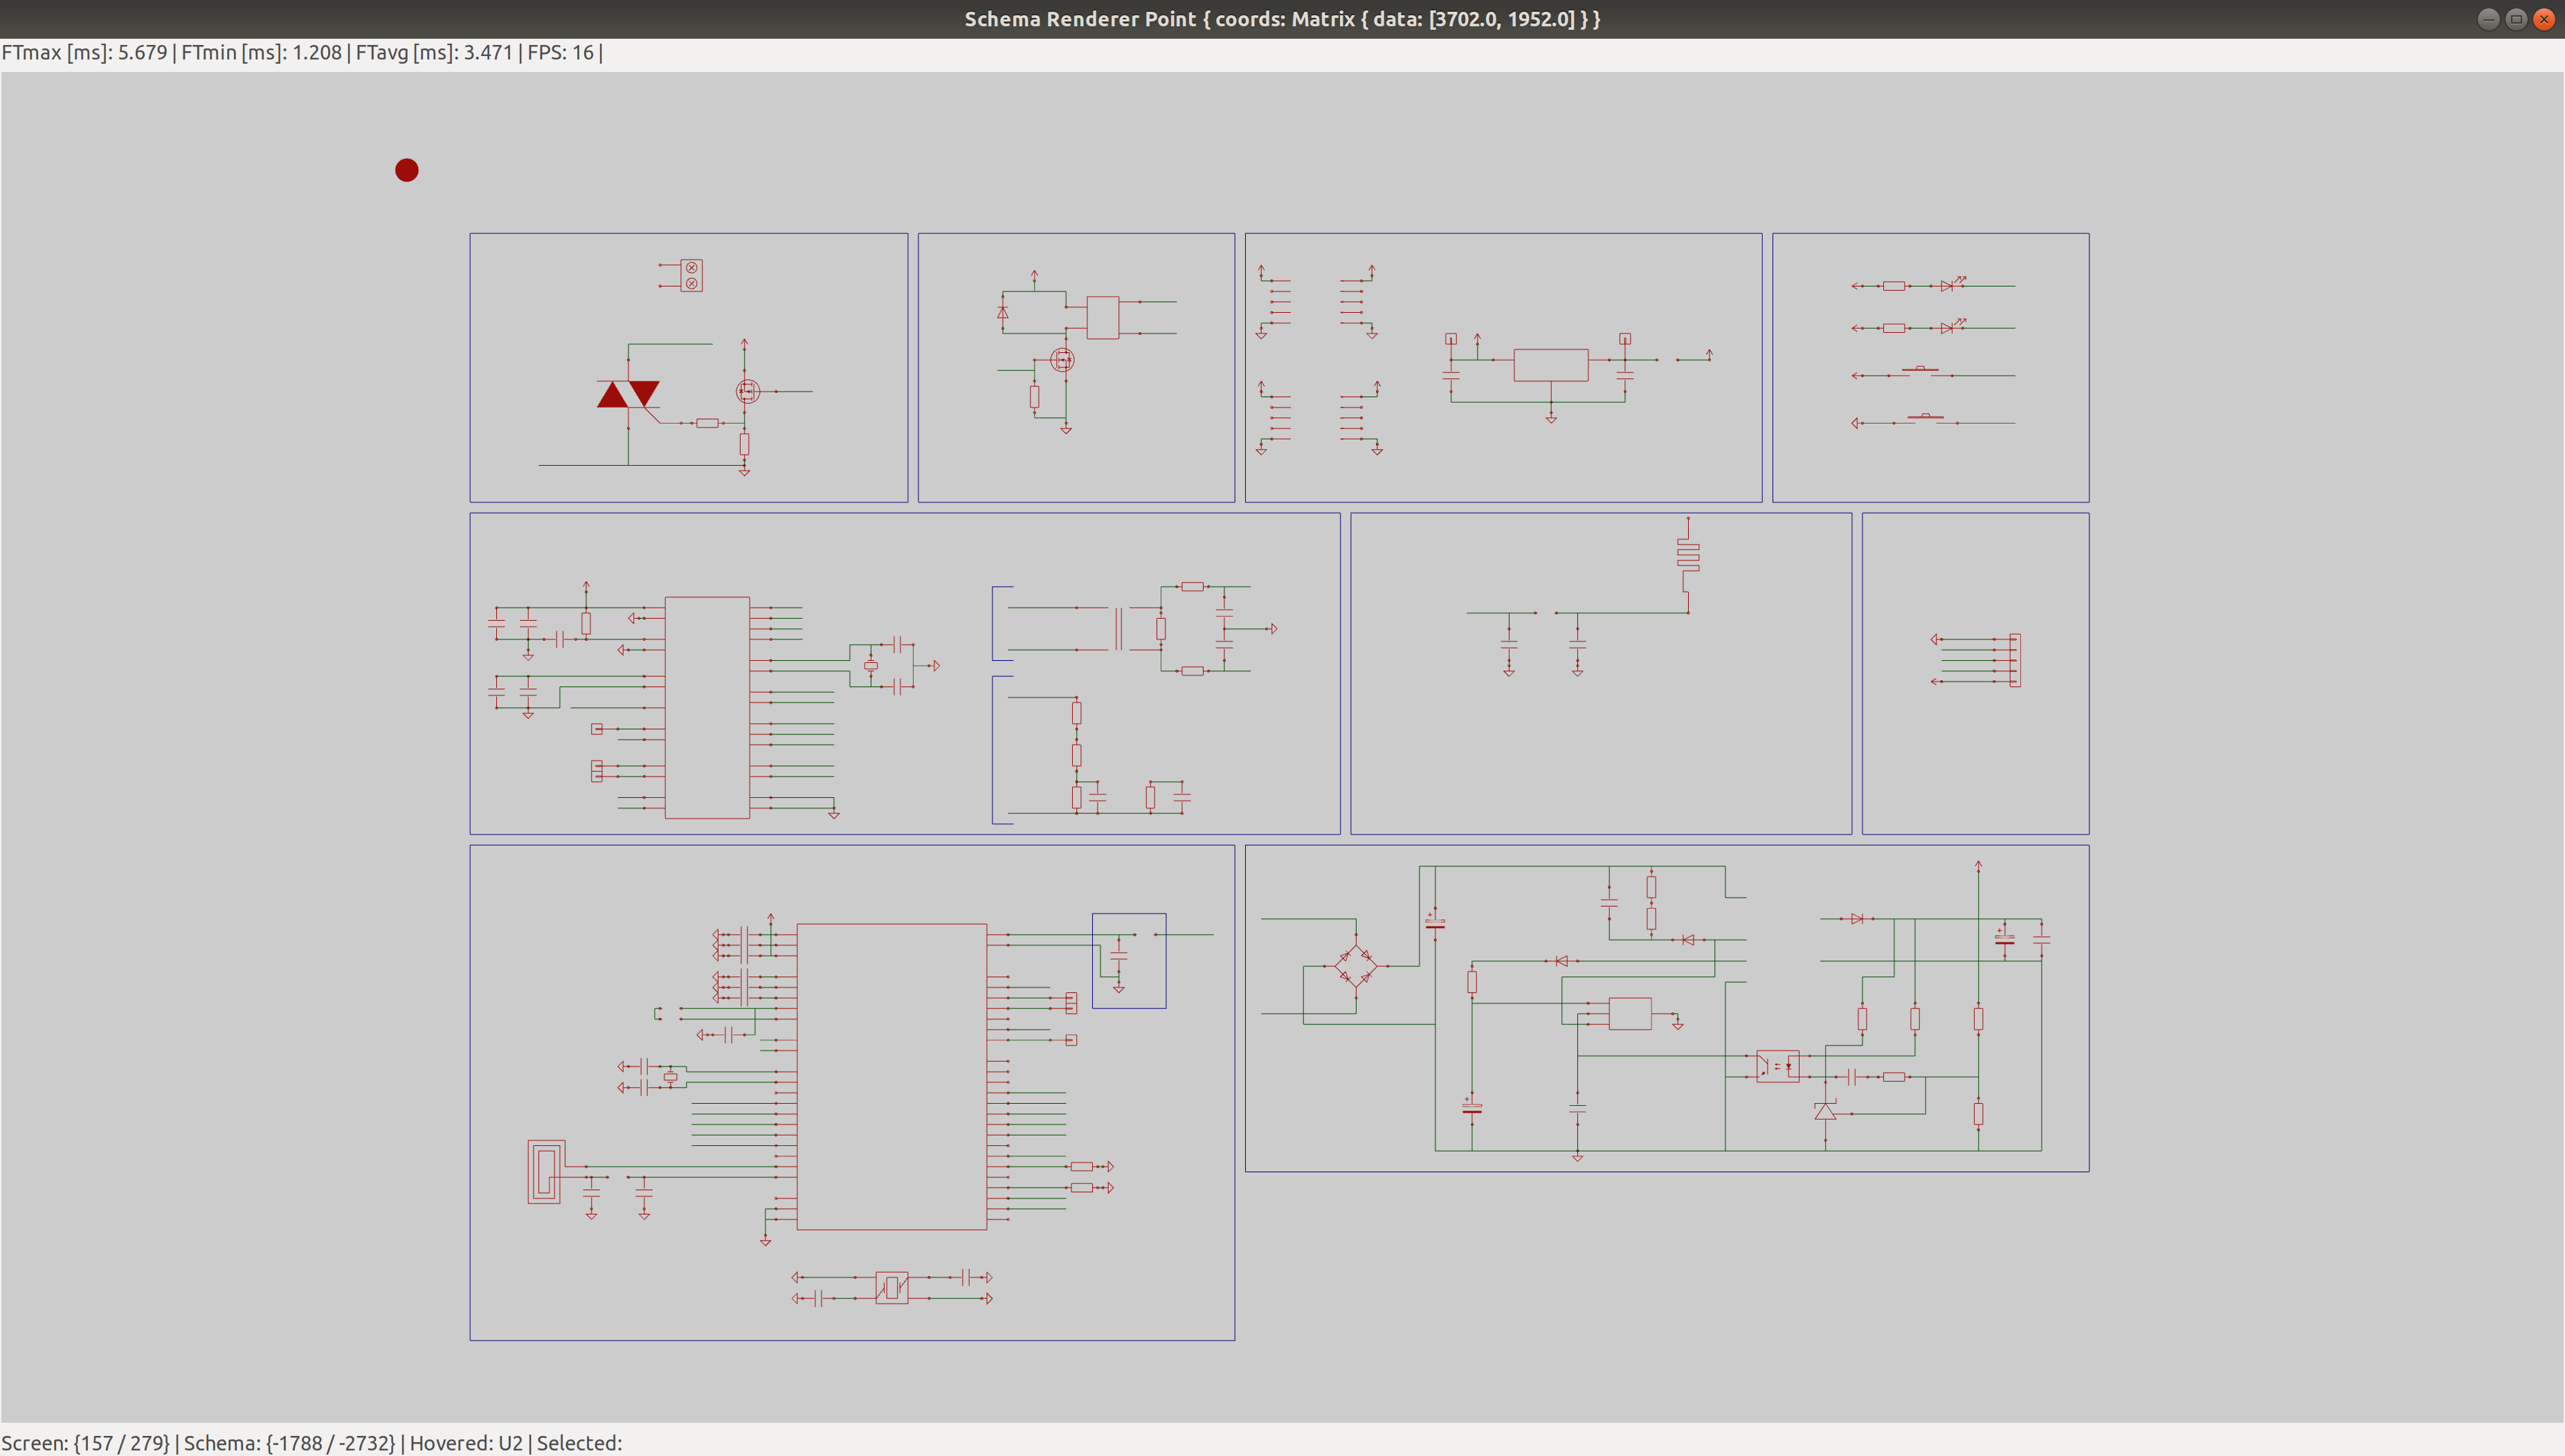 Schema Renderer Point { coords: Matrix { data: [3702.0, 1952.0] } }
FTmax [ms]: 5.679 | FTmin [ms]: 1.208 | FTavg [ms]: 3.471 | FPS: 16 |
Screen: {157 / 279} | Schema: {-1788 / -2732} | Hovered: U2 | Selected: